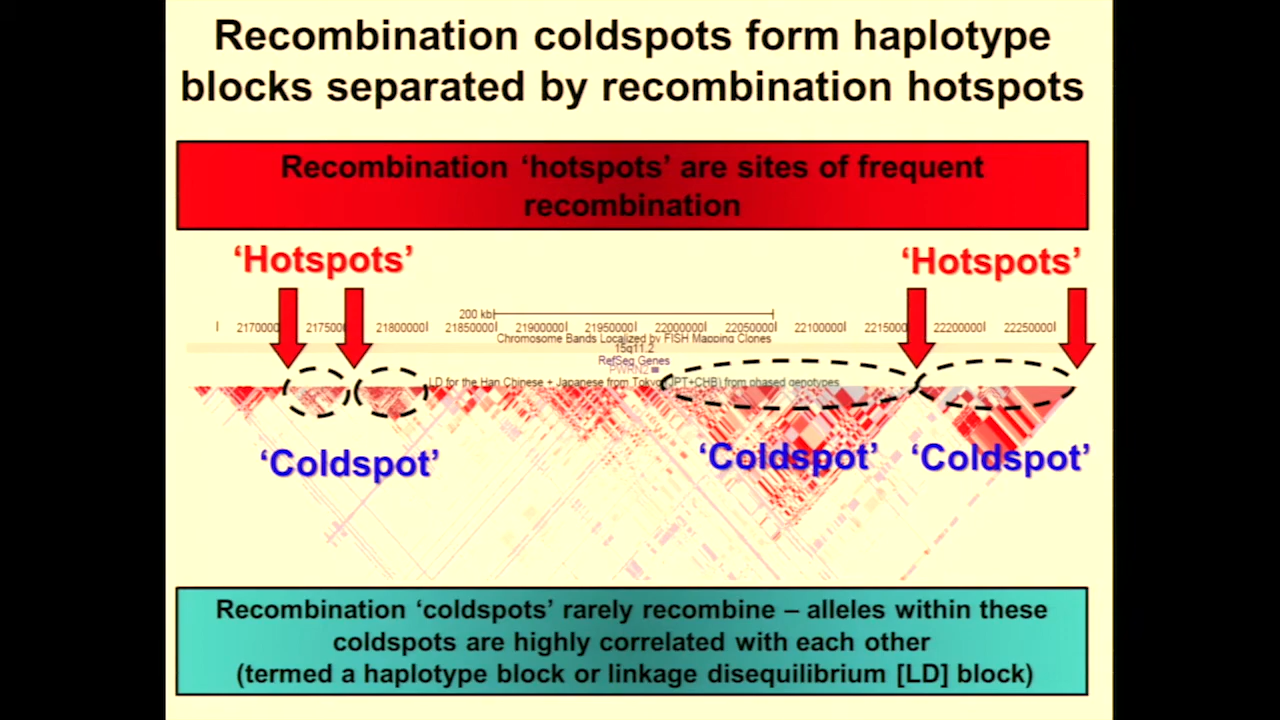 Recombination coldspots form haplotype
blocks separated by recombination hotspots
Recombination ‘hotspots’ are sites of frequent
recombination
‘Hotspots’
‘Hotspots’
200 kb
21800000 21850000 21900000 21950000 22000000 22050000 22100000 22200000 22250000
Chromosome Bands Localized by FISH Mapping Clones
15q11.2
RefSeq Genes
PWRN2
LD for the Han Chinese + Japanese from Tokyo (JPT+CHB) from phased genotypes
‘Coldspot’
‘Coldspot’
‘Coldspot’
Recombination ‘coldspots’ rarely recombine – alleles within these
coldspots are highly correlated with each other
(termed a haplotype block or linkage disequilibrium [LD] block)